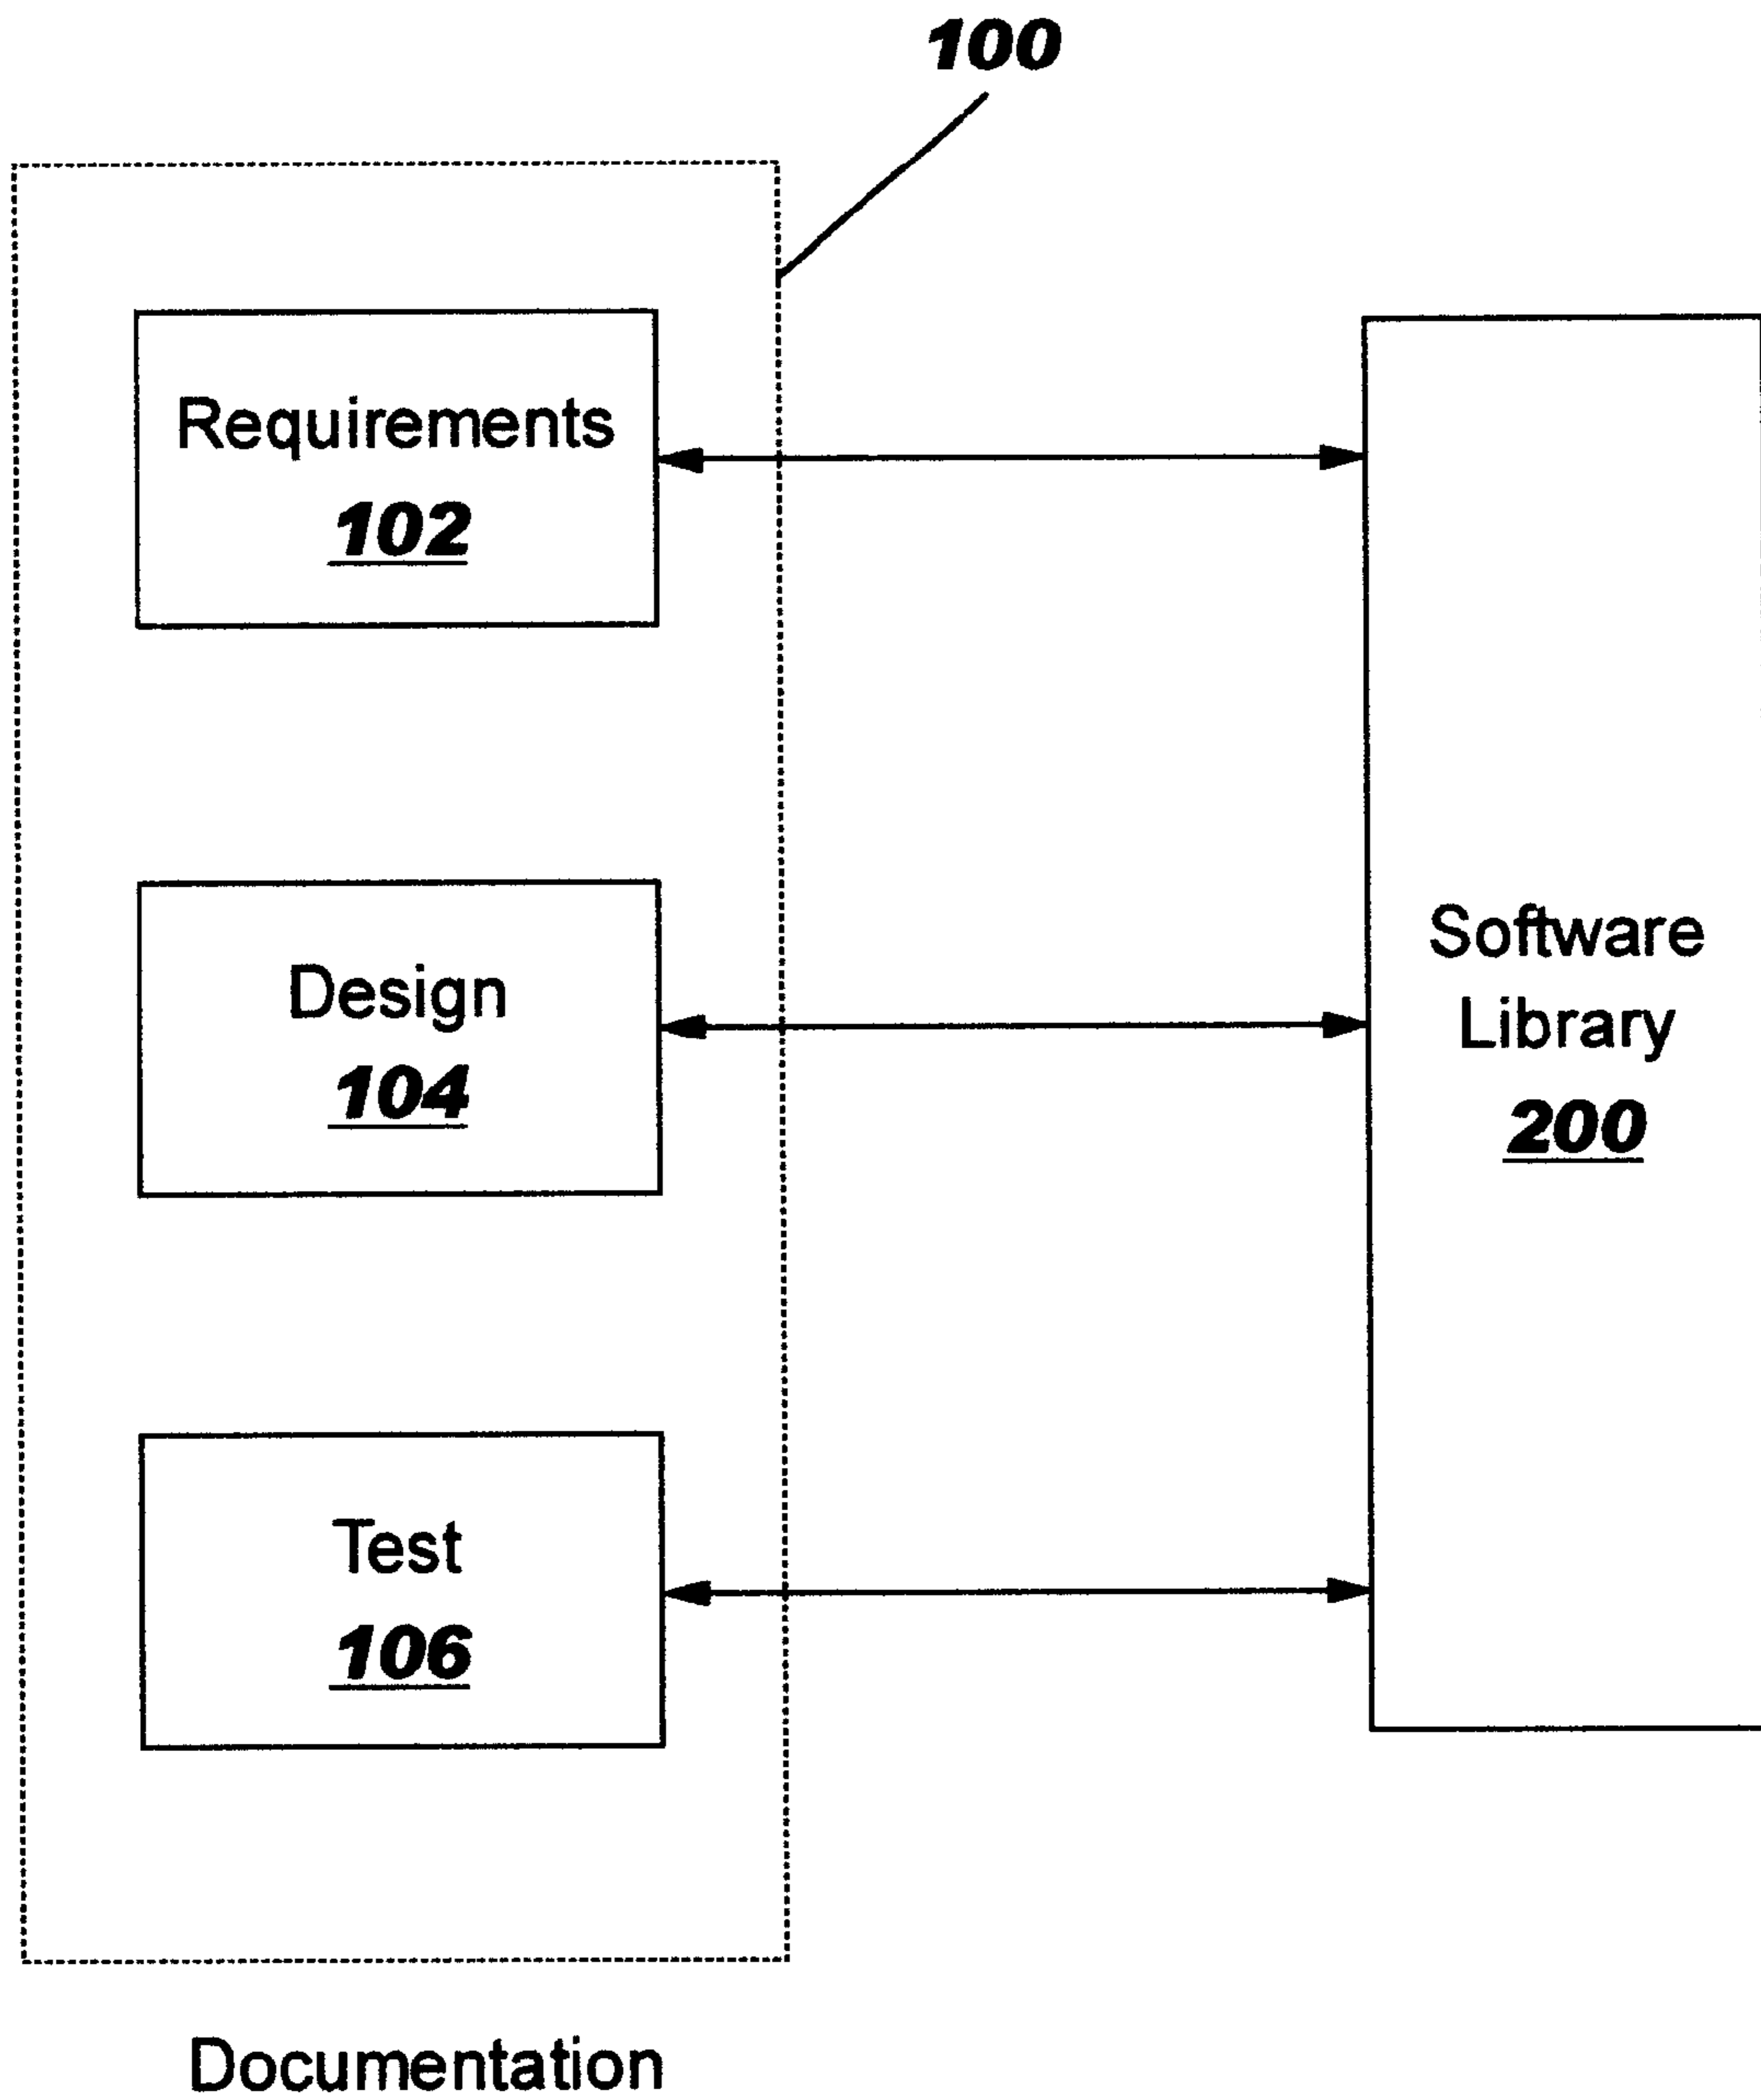 100
Requirements
102
Design
104
Test
106
Software
Library
200
Documentation